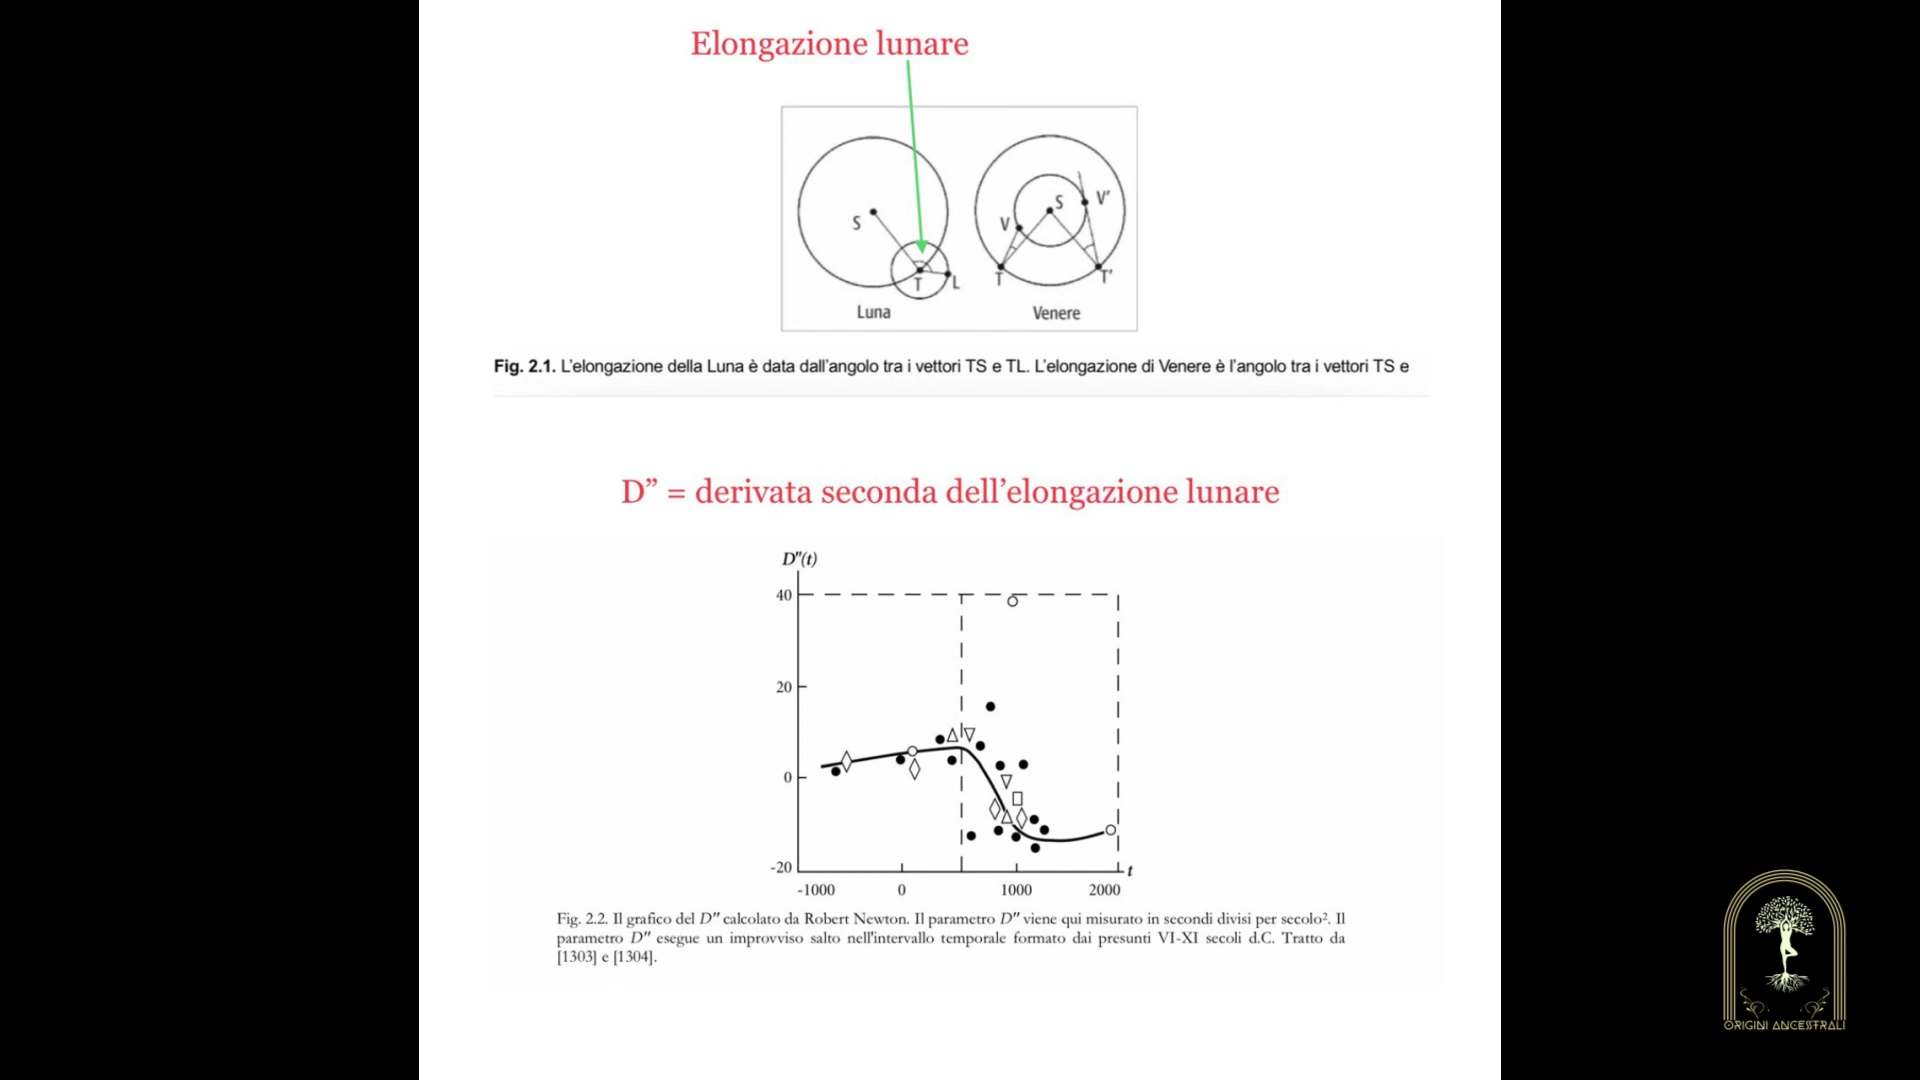 Elongazione lunare
S
T
L
Luna
S
V
V'
T
T'
Venere
Fig. 2.1. L'elongazione della Luna è data dall'angolo tra i vettori TS e TL. L'elongazione di Venere è l'angolo tra i vettori TS e
D” = derivata seconda dell’elongazione lunare
D"(t)
40
20
0
-20
-1000
0
1000
2000
t
Fig. 2.2. Il grafico del D" calcolato da Robert Newton. Il parametro D" viene qui misurato in secondi divisi per secolo². Il
parametro D" esegue un improvviso salto nell'intervallo temporale formato dai presunti VI-XI secoli d.C. Tratto da
[1303] e [1304].
ORIGINI ANCESTRALI